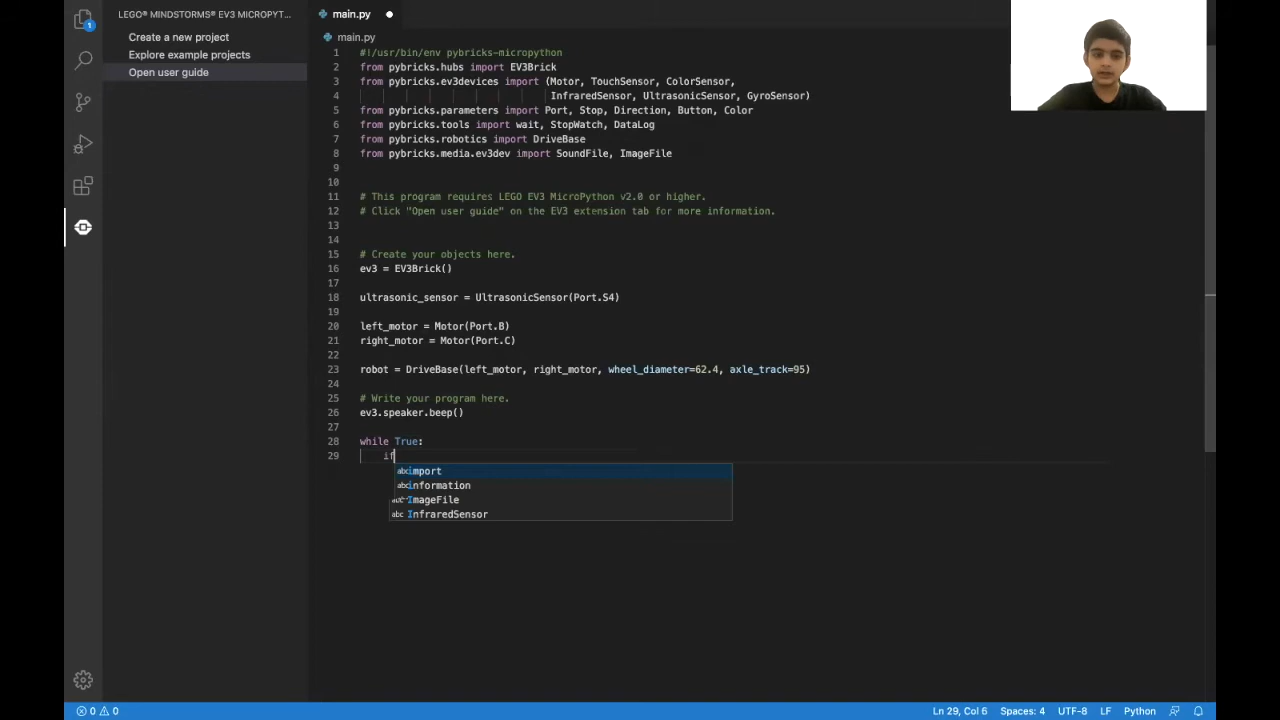 LEGO® MINDSTORMS® EV3 MICROPYT...
Create a new project
Explore example projects
Open user guide
1
main.py
main.py
1 #!/usr/bin/env pybricks-micropython
2 from pybricks.hubs import EV3Brick
3 from pybricks.ev3devices import (Motor, TouchSensor, ColorSensor,
4 InfraredSensor, UltrasonicSensor, GyroSensor)
5 from pybricks.parameters import Port, Stop, Direction, Button, Color
6 from pybricks.tools import wait, StopWatch, DataLog
7 from pybricks.robotics import DriveBase
8 from pybricks.media.ev3dev import SoundFile, ImageFile
9
10
11 # This program requires LEGO EV3 MicroPython v2.0 or higher.
12 # Click "Open user guide" on the EV3 extension tab for more information.
13
14
15 # Create your objects here.
16 ev3 = EV3Brick()
17
18 ultrasonic_sensor = UltrasonicSensor(Port.S4)
19
20 left_motor = Motor(Port.B)
21 right_motor = Motor(Port.C)
22
23 robot = DriveBase(left_motor, right_motor, wheel_diameter=62.4, axle_track=95)
24
25 # Write your program here.
26 ev3.speaker.beep()
27
28 while True:
29 if
abc import
abc information
abc ImageFile
abc InfraredSensor
0 0
Ln 29, Col 6 Spaces: 4 UTF-8 LF Python